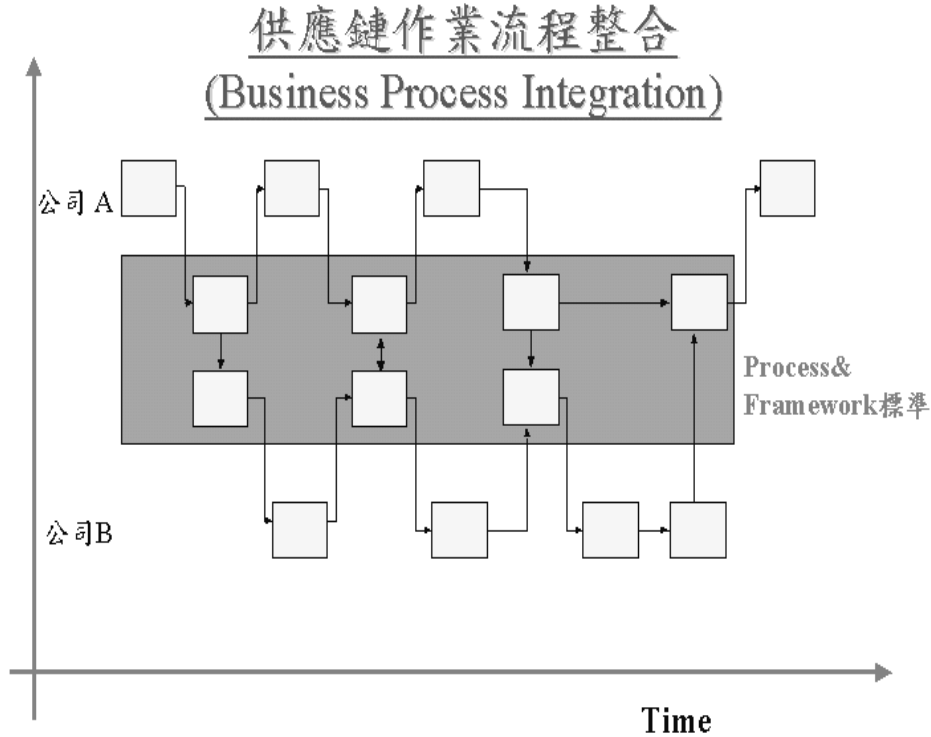 供應鏈作業流程整合
(Business Process Integration)
公司 A
Process&
Framework標準
公司B
Time